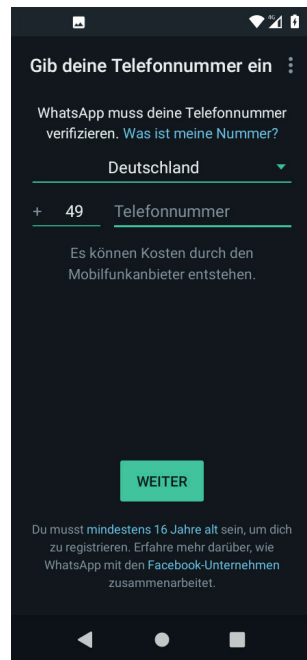 4G
Gib deine Telefonnummer ein
WhatsApp muss deine Telefonnummer
verifizieren. Was ist meine Nummer?
Deutschland
+ 49 Telefonnummer
Es können Kosten durch den
Mobilfunkanbieter entstehen.
WEITER
Du musst mindestens 16 Jahre alt sein, um dich
zu registrieren. Erfahre mehr darüber, wie
WhatsApp mit den Facebook-Unternehmen
zusammenarbeitet.